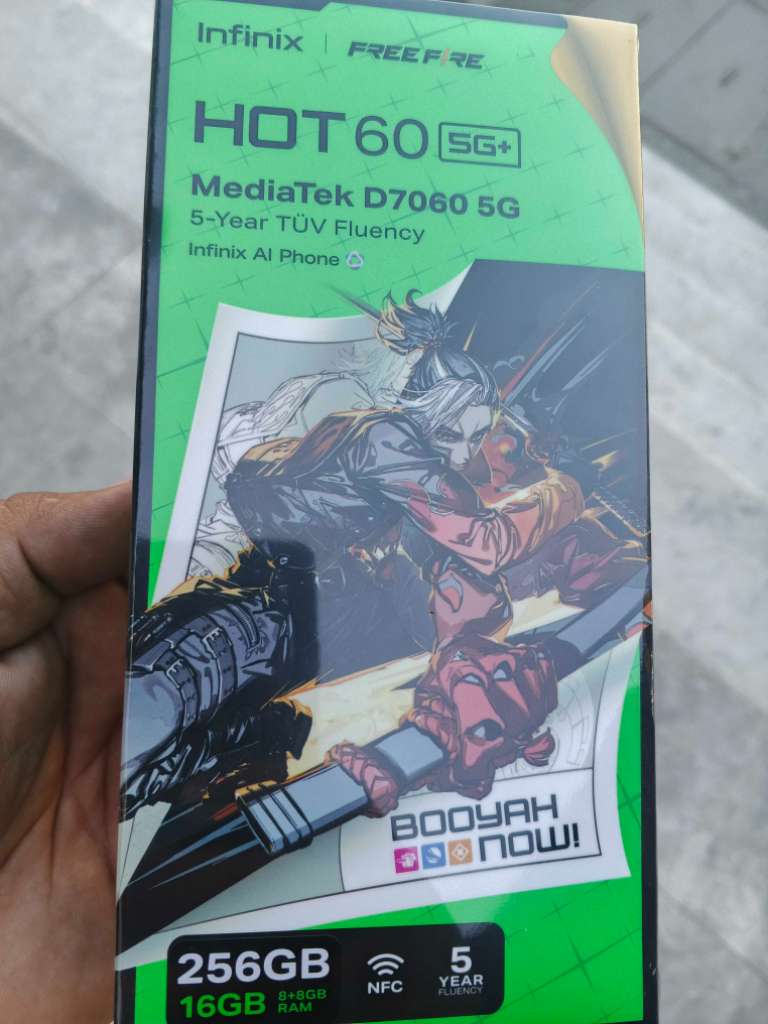 Infinix | FREE FIRE
HOT 60 5G+
MediaTek D7060 5G
5-Year TÜV Fluency
Infinix AI Phone
BOOYAH
NOW!
256GB
16GB 8+8GB RAM
NFC
5
YEAR
FLUENCY